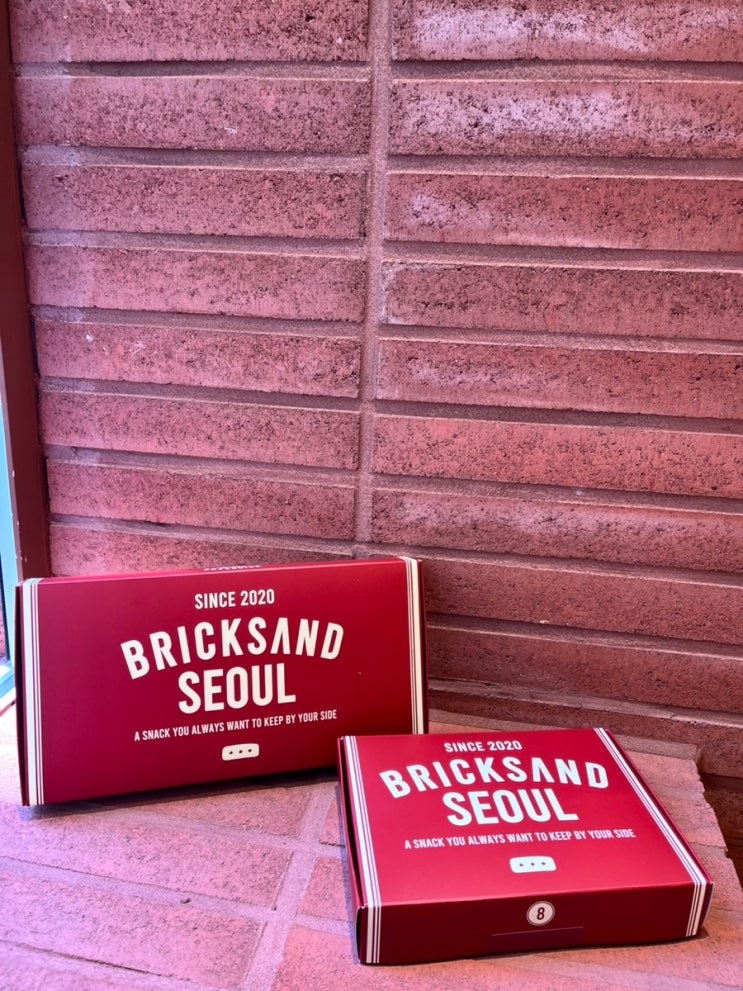 SINCE 2020
BRICKSAND
SEOUL
A SNACK YOU ALWAYS WANT TO KEEP BY YOUR SIDE
SINCE 2020
BRICKSAND
SEOUL
A SNACK YOU ALWAYS WANT TO KEEP BY YOUR SIDE
8